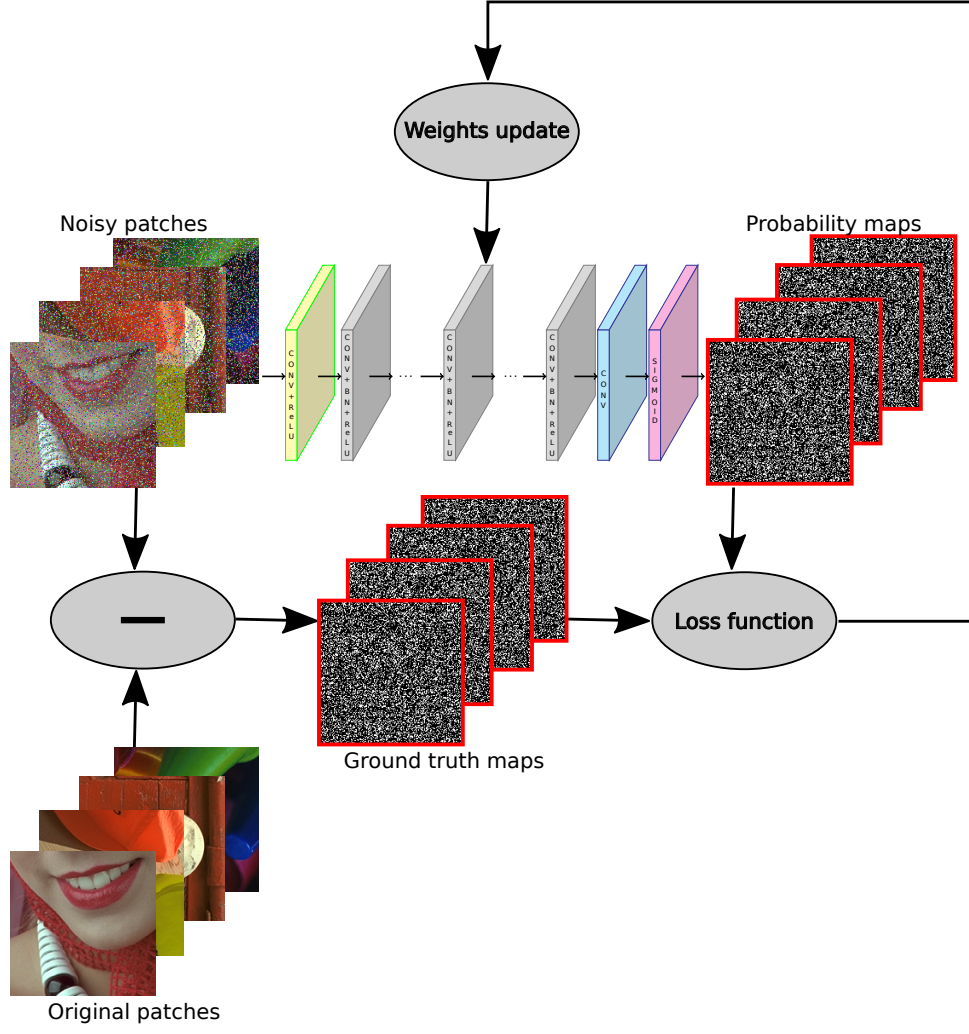 Weights update
Noisy patches
Probability maps
CONV+ReLU
CONV+BN+ReLU
...
CONV+BN+ReLU
...
CONV+BN+ReLU
CONV
SIGMOID
Loss function
Ground truth maps
Original patches